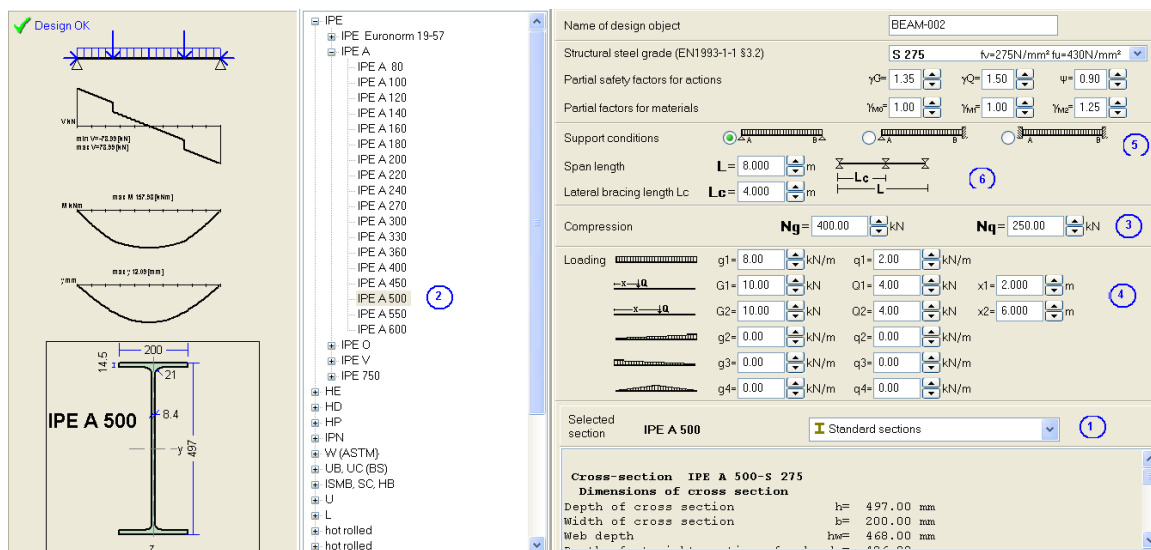 Design OK
V kN
min V=-78.99[kN]
max V=78.99[kN]
max M 157.98[kNm]
M kNm
max y 12.09[mm]
y mm
200
14.5
21
IPE A 500
8.4
y
497
z
IPE
IPE Euronorm 19-57
IPE A
IPE A 80
IPE A 100
IPE A 120
IPE A 140
IPE A 160
IPE A 180
IPE A 200
IPE A 220
IPE A 240
IPE A 270
IPE A 300
IPE A 330
IPE A 360
IPE A 400
IPE A 450
IPE A 500
2
IPE A 550
IPE A 600
IPE O
IPE V
IPE 750
HE
HD
HP
IPN
W (ASTM)
UB, UC (BS)
ISMB, SC, HB
U
L
hot rolled
hot rolled
Name of design object BEAM-002
Structural steel grade (EN1993-1-1 §3.2) S 275 fy=275N/mm² fu=430N/mm²
Partial safety factors for actions γG= 1.35 γQ= 1.50 ψ= 0.90
Partial factors for materials γM0= 1.00 γM1= 1.00 γM2= 1.25
Support conditions A B A B A B 5
Span length L= 8.000 m
Lc
L
6
Lateral bracing length Lc Lc= 4.000 m
Compression Ng= 400.00 kN Nq= 250.00 kN 3
Loading g1= 8.00 kN/m q1= 2.00 kN/m
x Q G1= 10.00 kN Q1= 4.00 kN x1= 2.000 m 4
x Q G2= 10.00 kN Q2= 4.00 kN x2= 6.000 m
g2= 0.00 kN/m q2= 0.00 kN/m
g3= 0.00 kN/m q3= 0.00 kN/m
g4= 0.00 kN/m q4= 0.00 kN/m
Selected section IPE A 500 Standard sections 1
Cross-section IPE A 500-S 275
Dimensions of cross section
Depth of cross section h= 497.00 mm
Width of cross section b= 200.00 mm
Web depth hw= 468.00 mm